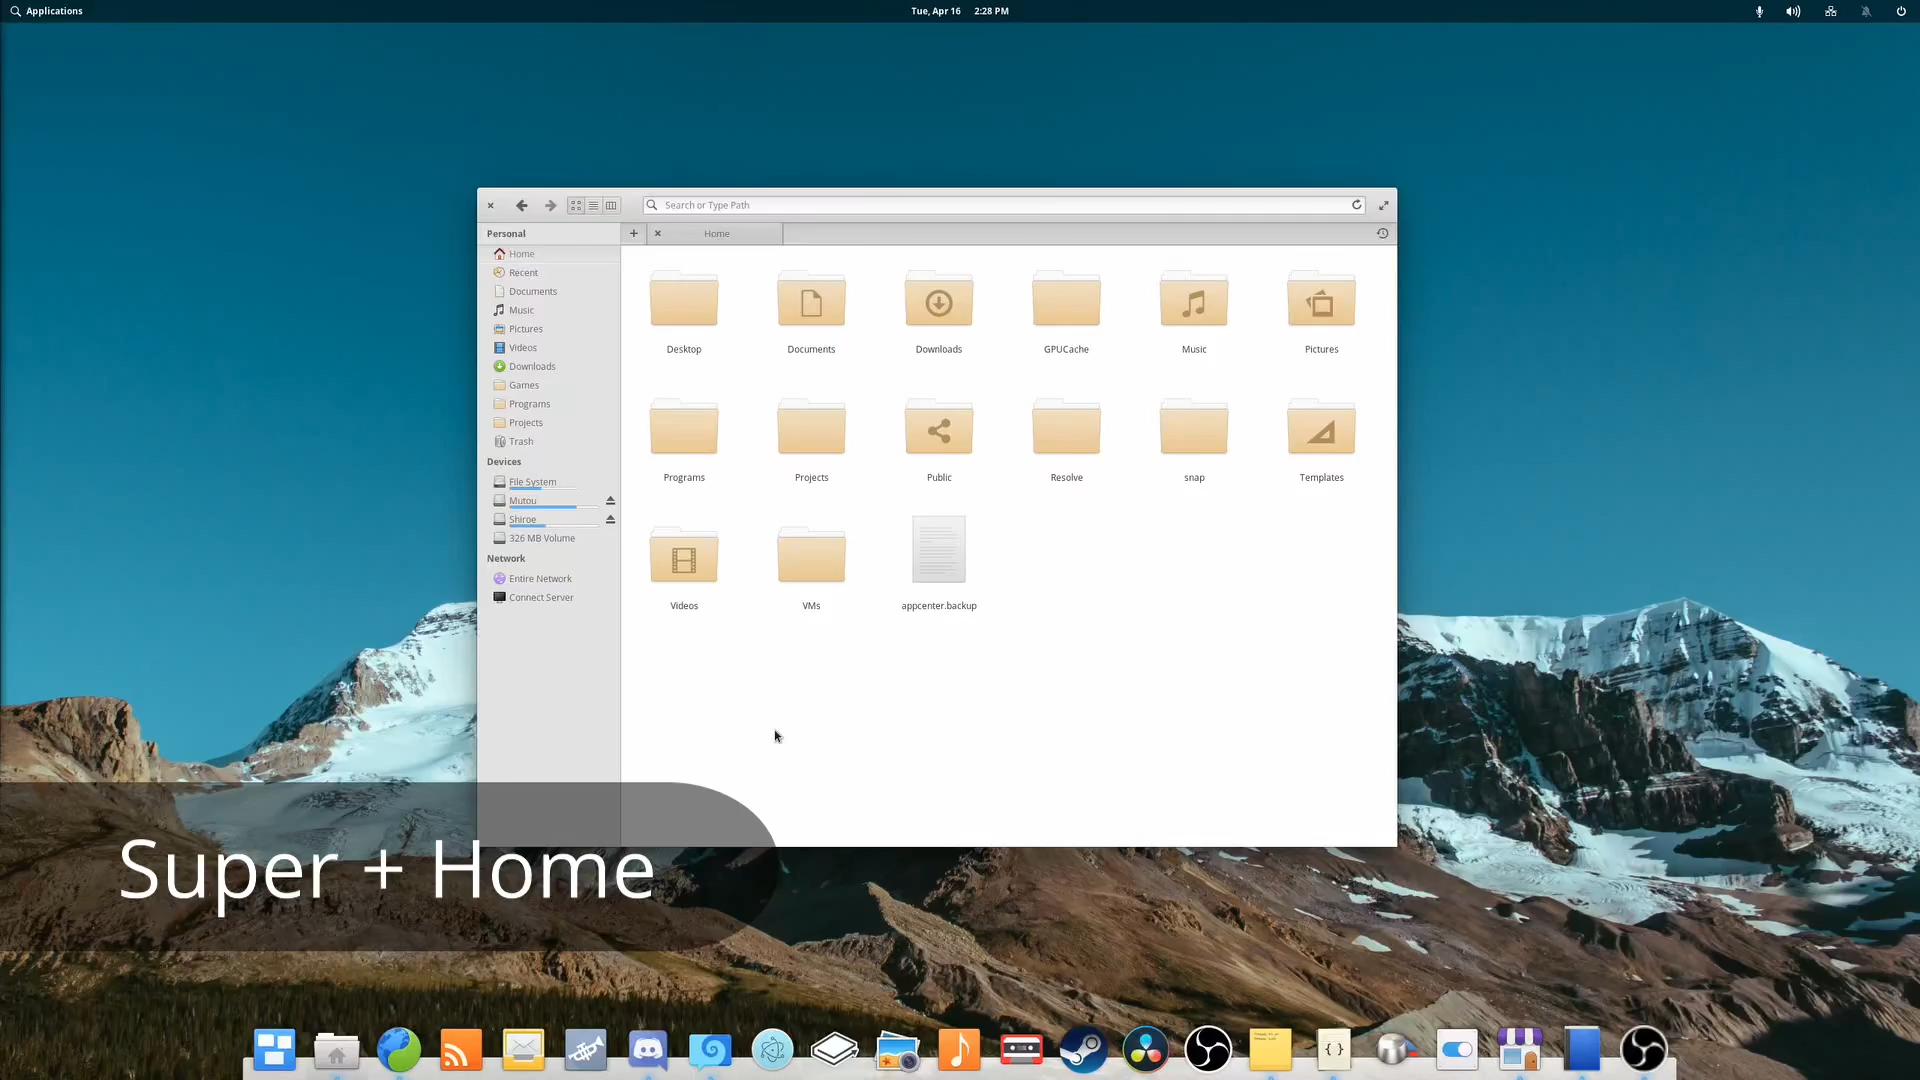 Applications
Tue, Apr 16 2:28 PM
Search or Type Path
Personal
Home
Home
Recent
Documents
Music
Pictures
Videos
Downloads
Games
Programs
Projects
Trash
Devices
File System
Mutou
Shiroe
326 MB Volume
Network
Entire Network
Connect Server
Desktop
Documents
Downloads
GPUCache
Music
Pictures
Programs
Projects
Public
Resolve
snap
Templates
Videos
VMs
appcenter.backup
Super + Home